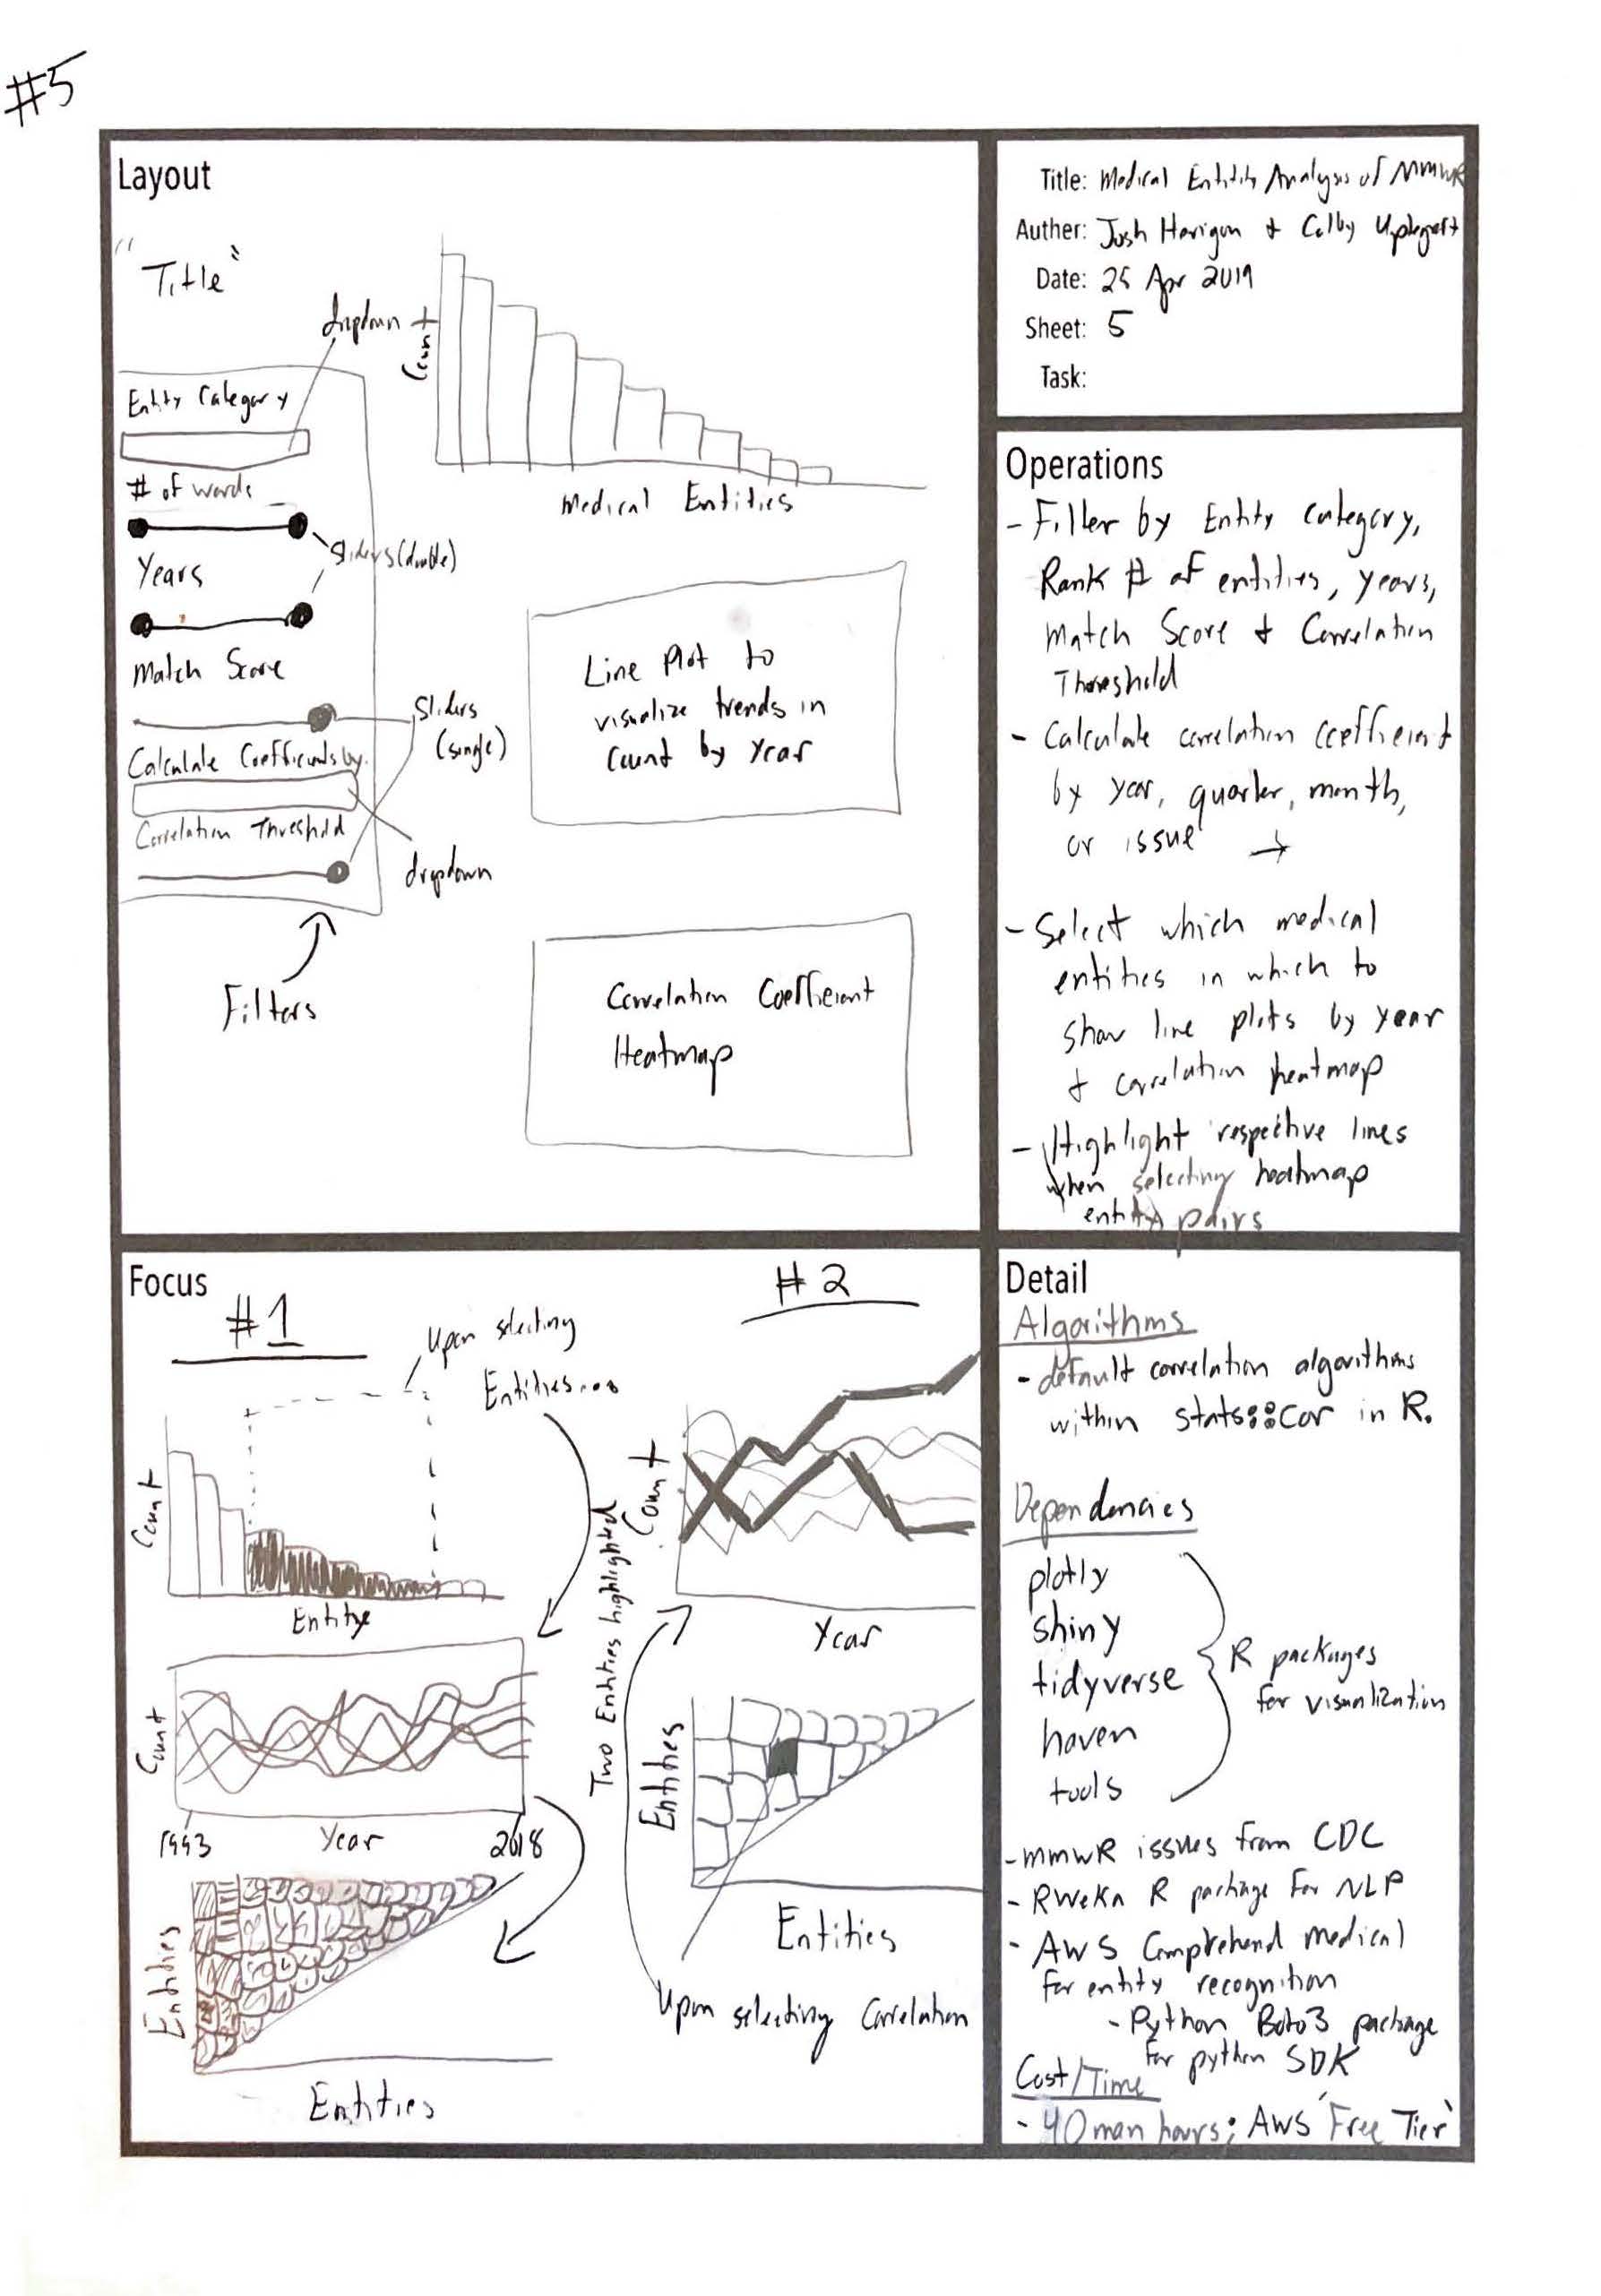 #5
Layout
"Title"
dropdown
Count
Medical Entities
Entity Category
# of words
Sliders (double)
Years
Match Score
Sliders
(single)
Calculate Coefficients by.
Correlation Threshold
dropdown
Filters
Line Plot to
visualize trends in
Count by Year
Correlation Coefficient
Heatmap
Title: Medical Entity Analysis of MMWR
Auther: Josh & Colby
Date: 25 Apr 2019
Sheet: 5
Task:
Operations
- Filter by Entity Category,
Rank # of entities, years,
Match Score & Correlation
Threshold
- Calculate correlation coefficient
by year, quarter, month,
or issue →
- Select which medical
entities in which to
show line plots by year
& correlation heatmap
- Highlight respective lines
when selecting heatmap
entity pairs
Focus
#1
Upon selecting
Entities...
Count
Entity
Count
1993 Year 2018
Entities
Entities
#2
Two Entities highlighted
Count
Year
Entities
Entities
Upon selecting Correlation
Detail
Algorithms
- default correlation algorithms
within stats::cor in R.
Dependencies
plotly
shiny
tidyverse
haven
tools
R packages
for visualization
- MMWR issues from CDC
- RWeka R package for NLP
- AWS Comprehend Medical
for entity recognition
- Python Boto3 package
for python SDK
Cost/Time
- 40 man hours; AWS 'Free Tier'